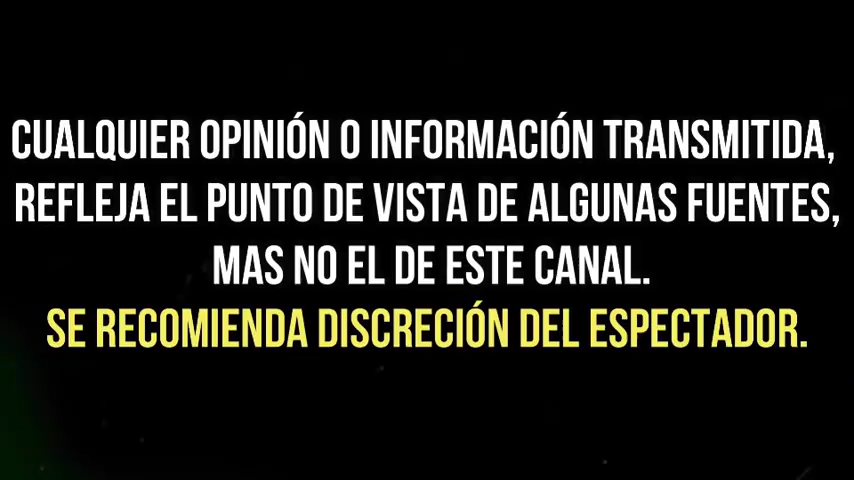 CUALQUIER OPINIÓN O INFORMACIÓN TRANSMITIDA,
REFLEJA EL PUNTO DE VISTA DE ALGUNAS FUENTES,
MAS NO EL DE ESTE CANAL.
SE RECOMIENDA DISCRECIÓN DEL ESPECTADOR.